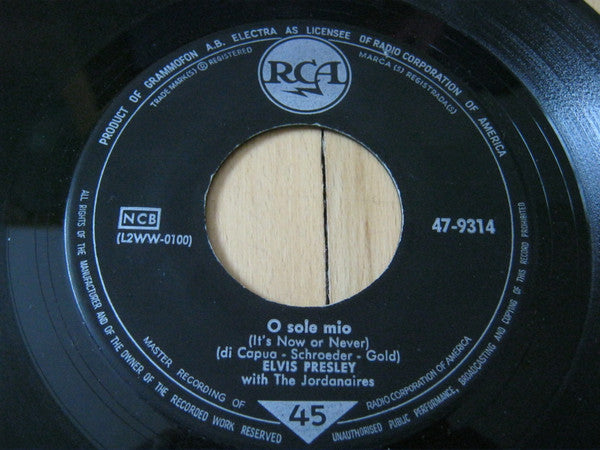 PRODUCT OF GRAMMOFON A.B. ELECTRA AS LICENSEE OF RADIO CORPORATION OF AMERICA
TRADE MARK(S) ® REGISTERED
MARCA(S) REGISTRADA(S)
RCA
NCB
(L2WW-0100)
47-9314
O sole mio
(It's Now or Never)
(di Capua - Schroeder - Gold)
ELVIS PRESLEY
with The Jordanaires
MASTER RECORDING OF
RADIO CORPORATION OF AMERICA
45
ALL RIGHTS OF THE MANUFACTURER AND OF THE OWNER OF THE RECORDED WORK RESERVED
UNAUTHORISED PUBLIC PERFORMANCE, BROADCASTING AND COPYING OF THIS RECORD PROHIBITED